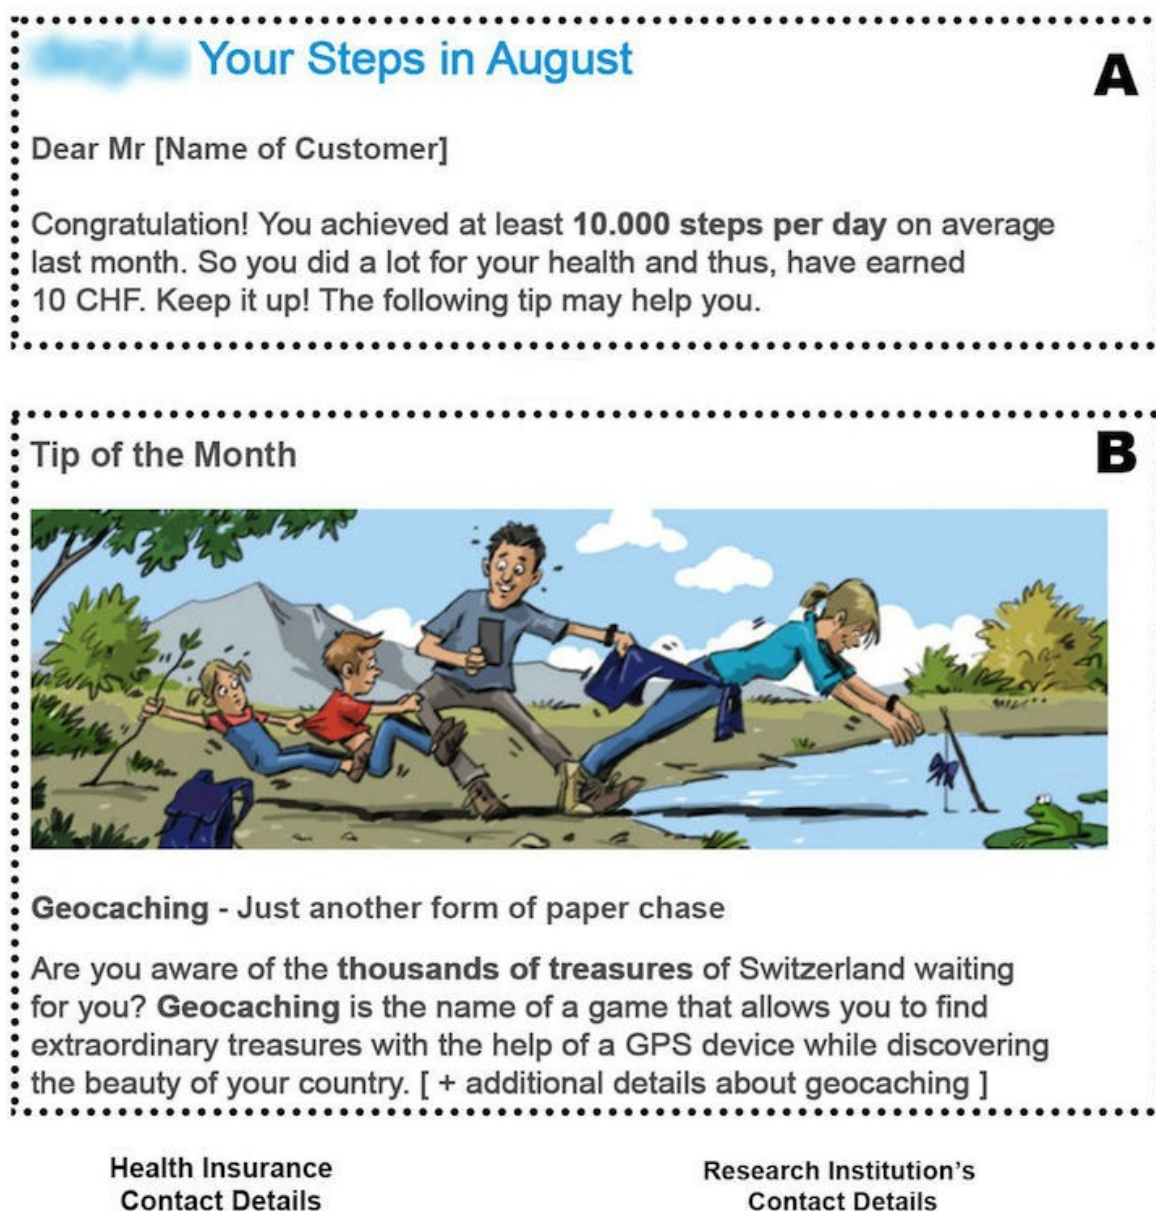 Your Steps in August
A
Dear Mr [Name of Customer]
Congratulation! You achieved at least 10.000 steps per day on average
last month. So you did a lot for your health and thus, have earned
10 CHF. Keep it up! The following tip may help you.
Tip of the Month
B
Geocaching - Just another form of paper chase
Are you aware of the thousands of treasures of Switzerland waiting
for you? Geocaching is the name of a game that allows you to find
extraordinary treasures with the help of a GPS device while discovering
the beauty of your country. [ + additional details about geocaching ]
Health Insurance
Contact Details
Research Institution's
Contact Details